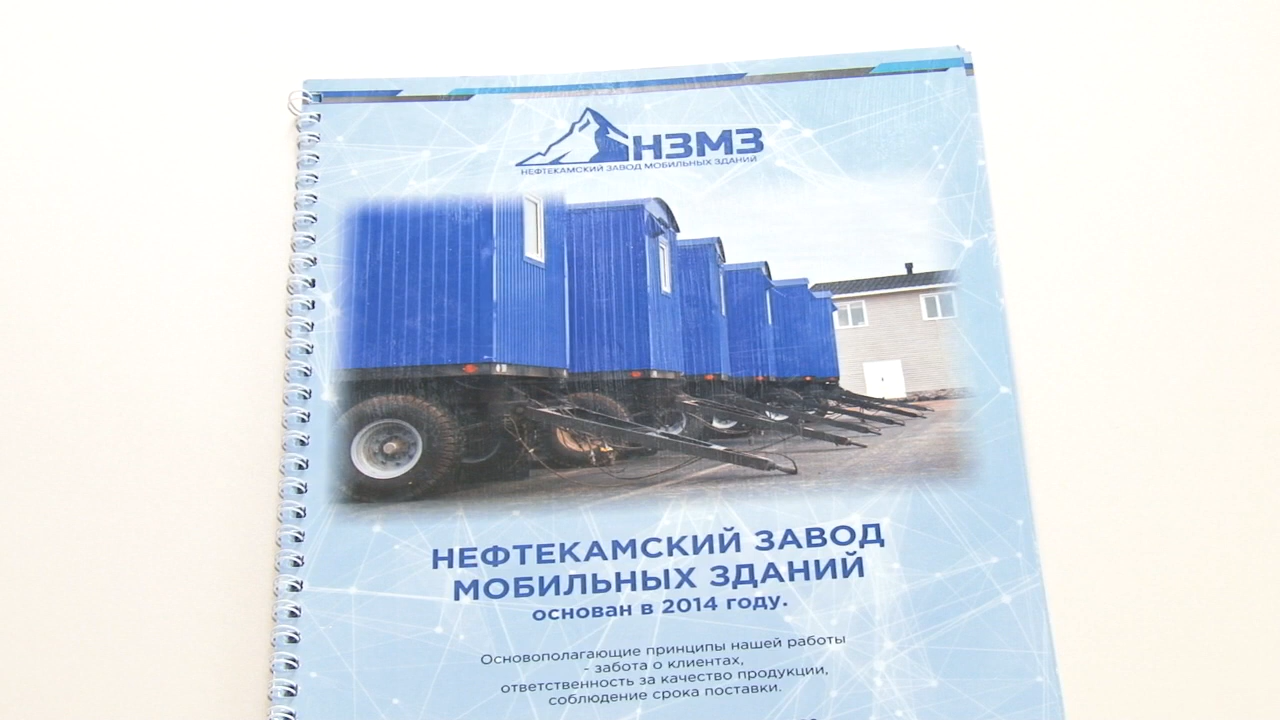 НЗМЗ
НЕФТЕКАМСКИЙ ЗАВОД МОБИЛЬНЫХ ЗДАНИЙ
НЕФТЕКАМСКИЙ ЗАВОД
МОБИЛЬНЫХ ЗДАНИЙ
основан в 2014 году.
Основополагающие принципы нашей работы
- забота о клиентах,
ответственность за качество продукции,
соблюдение срока поставки.